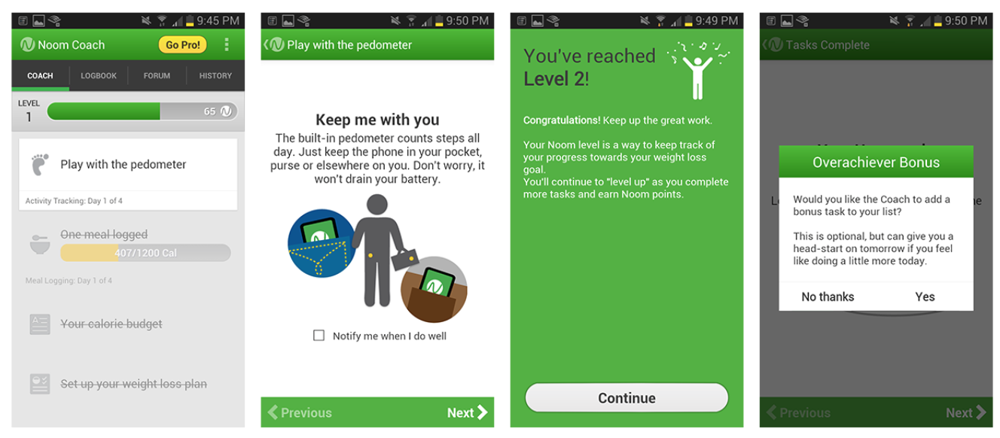 9:45 PM
Noom Coach
Go Pro!
COACH
LOGBOOK
FORUM
HISTORY
LEVEL
1
65
Play with the pedometer
Activity Tracking: Day 1 of 4
One meal logged
407/1200 Cal
Meal Logging: Day 1 of 4
Your calorie budget
Set up your weight loss plan
9:50 PM
Play with the pedometer
Keep me with you
The built-in pedometer counts steps all
day. Just keep the phone in your pocket,
purse or elsewhere on you. Don't worry, it
won't drain your battery.
Notify me when I do well
Previous
Next
9:49 PM
You've reached
Level 2!
Congratulations! Keep up the great work.
Your Noom level is a way to keep track of
your progress towards your weight loss
goal.
You'll continue to "level up" as you complete
more tasks and earn Noom points.
Continue
9:50 PM
Tasks Complete
Overachiever Bonus
Would you like the Coach to add a
bonus task to your list?
This is optional, but can give you a
head-start on tomorrow if you feel
like doing a little more today.
No thanks
Yes
Previous
Next